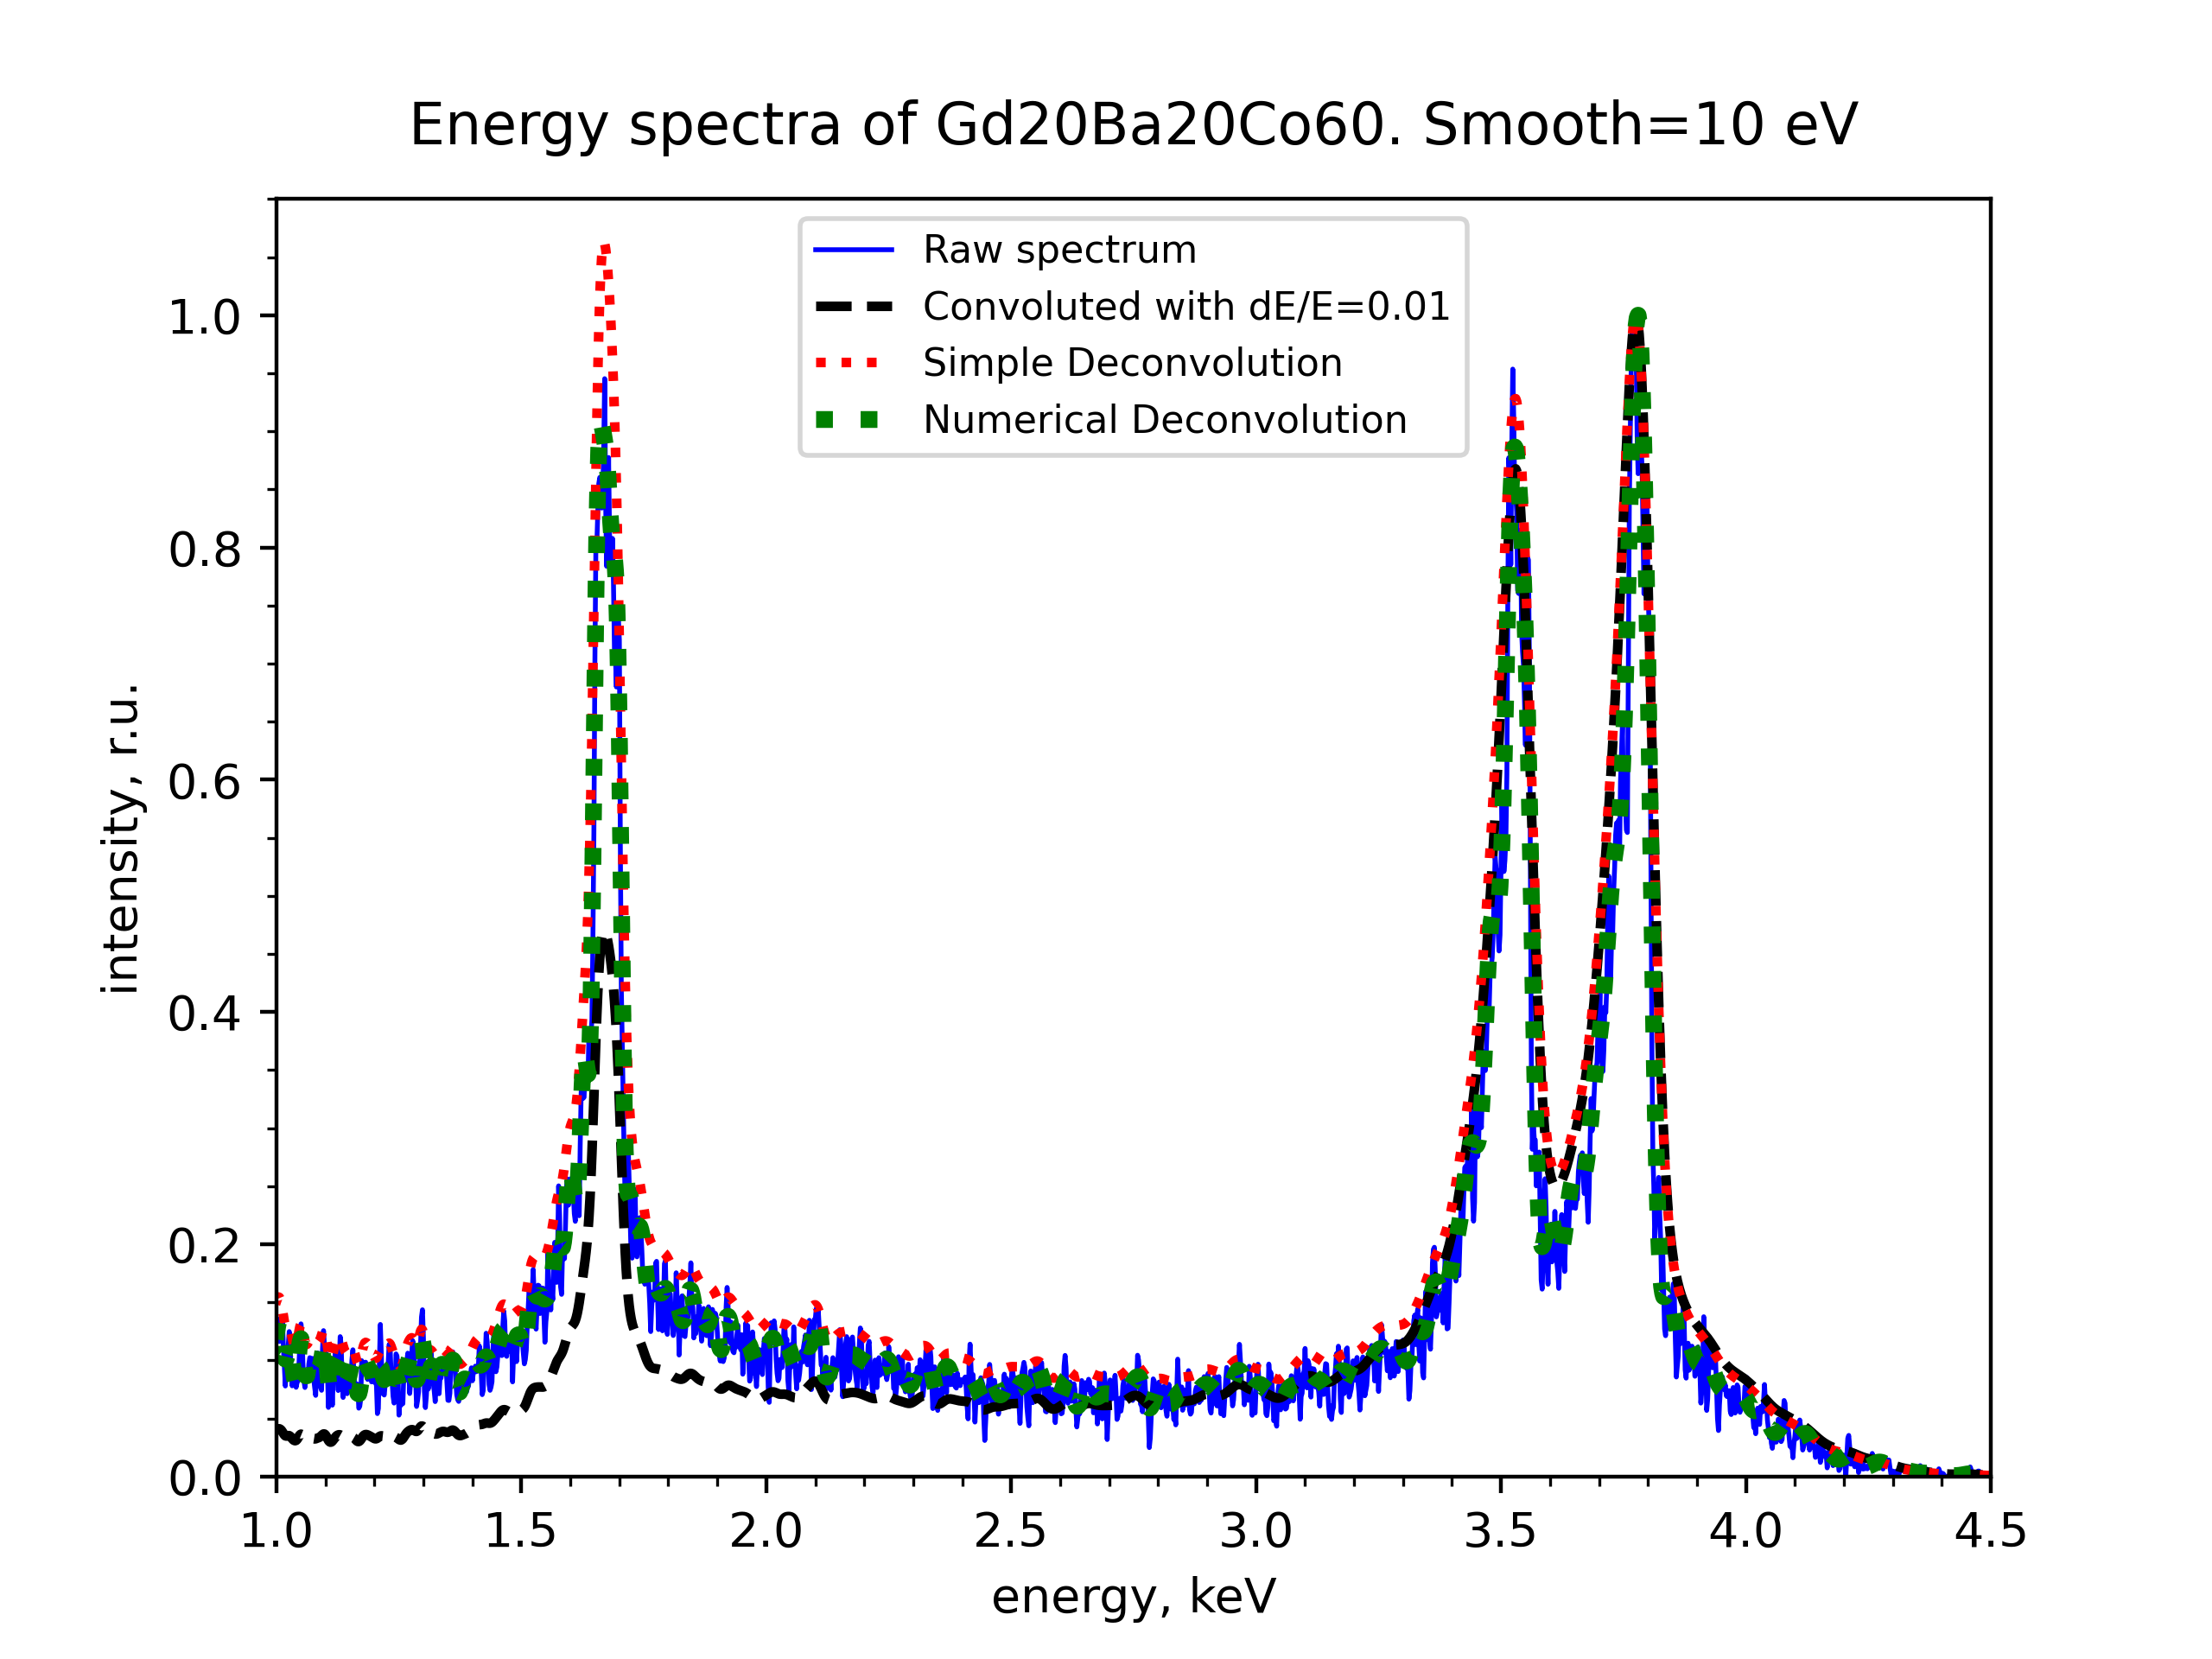 Energy spectra of Gd20Ba20Co60. Smooth=10 eV
Raw spectrum
Convoluted with dE/E=0.01
Simple Deconvolution
Numerical Deconvolution
intensity, r.u.
1.0
0.8
0.6
0.4
0.2
0.0
1.0 1.5 2.0 2.5 3.0 3.5 4.0 4.5
energy, keV